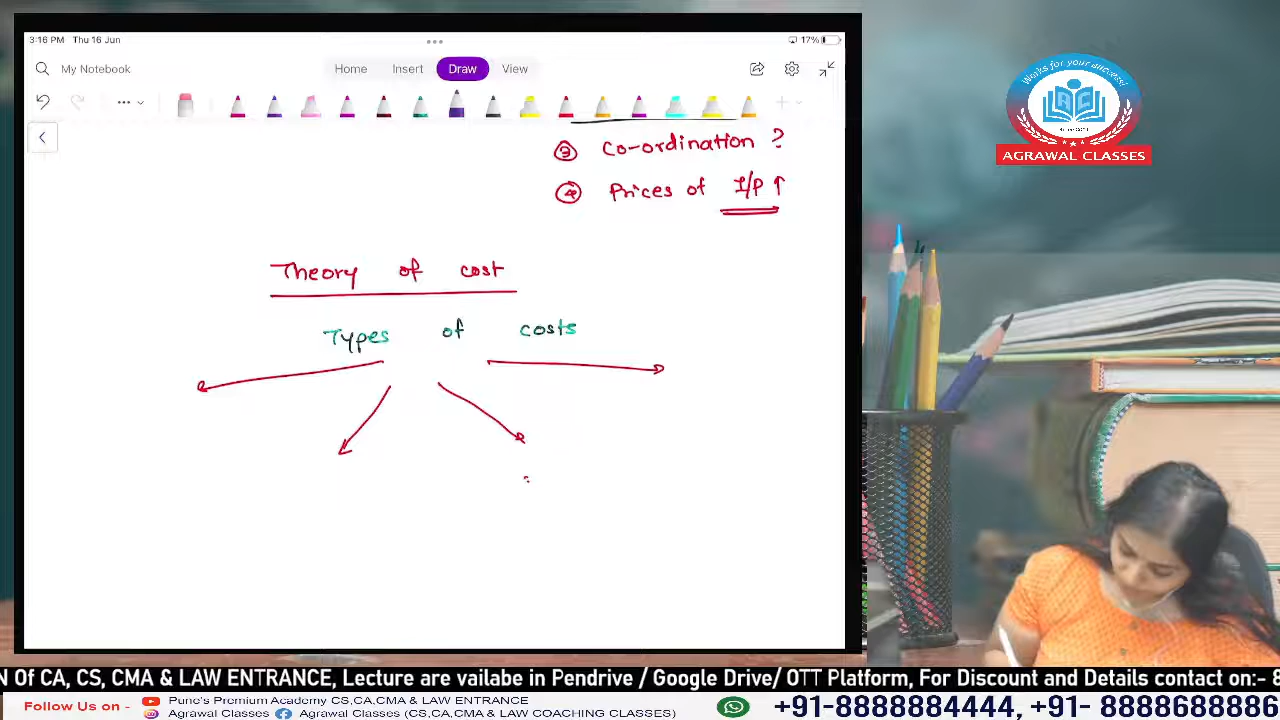 3:16 PM Thu 16 Jun
17%
My Notebook
Home Insert Draw View
③ Co-ordination ?
④ Prices of I/P ↑
Theory of cost
Types of costs
Works for your success!
AC
AGRAWAL CLASSES
N Of CA, CS, CMA & LAW ENTRANCE, Lecture are vailabe in Pendrive / Google Drive/ OTT Platform, For Discount and Details contact on:- 8
Follow Us on -
Pune's Premium Academy CS,CA,CMA & LAW ENTRANCE
Agrawal Classes
Agrawal Classes (CS,CA,CMA & LAW COACHING CLASSES)
+91-8888884444, +91- 8888688886